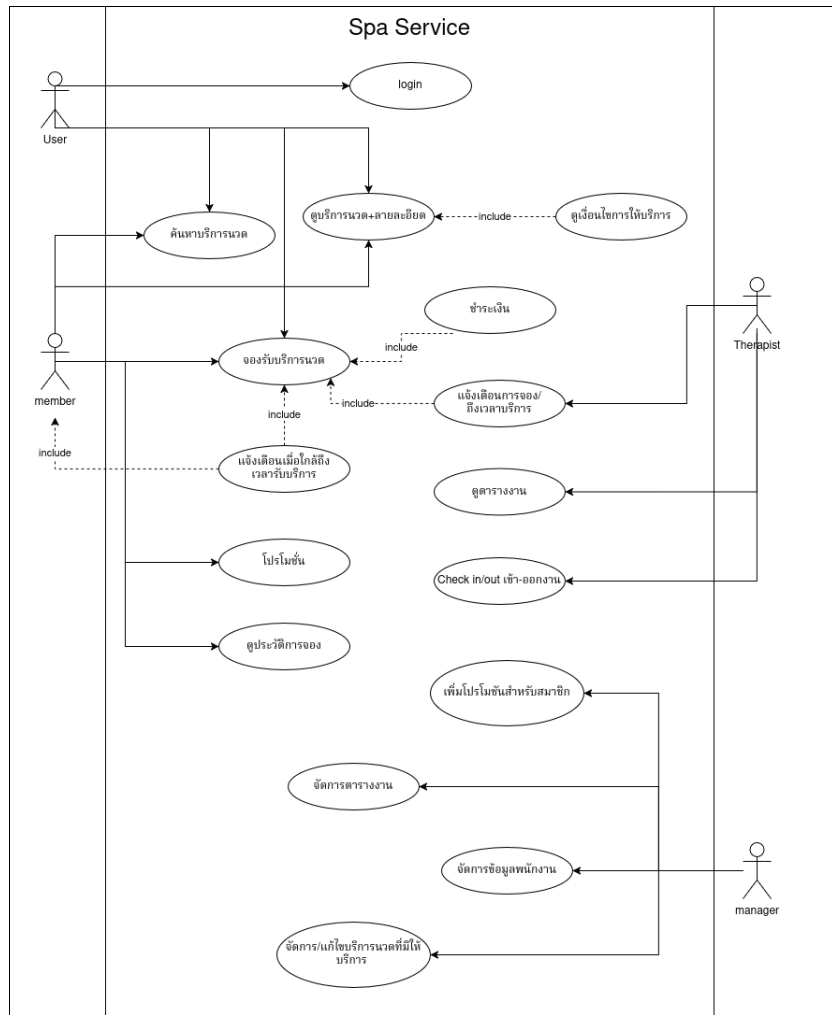 Spa Service
login
User
ดูบริการนวด+ลายละอียด
include
ดูเงื่อนไขการให้บริการ
ค้นหาบริการนวด
ชำระเงิน
Therapist
include
จองรับบริการนวด
member
include
แจ้งเตือนการจอง/
ถึงเวลาบริการ
include
include
แจ้งเตือนเมื่อใกล้ถึง
เวลารับบริการ
ดูตารางงาน
โปรโมชั่น
Check in/out เข้า-ออกงาน
ดูประวัติการจอง
เพิ่มโปรโมชันสำหรับสมาชิก
จัดการตารางงาน
จัดการข้อมูลพนักงาน
manager
จัดการ/แก้ไขบริการนวดที่มีให้
บริการ